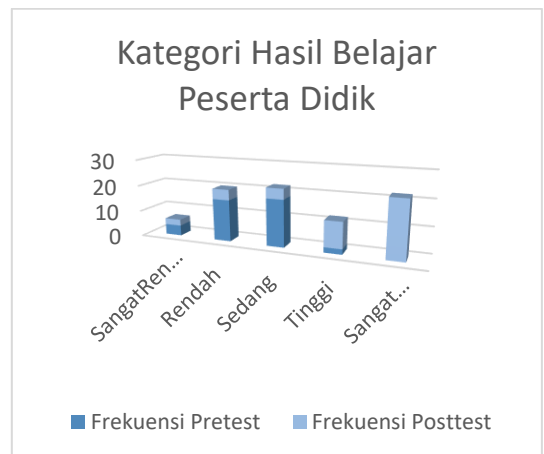 Kategori Hasil Belajar
Peserta Didik
30
20
10
0
SangatRen...
Rendah
Sedang
Tinggi
Sangat...
Frekuensi Pretest
Frekuensi Posttest